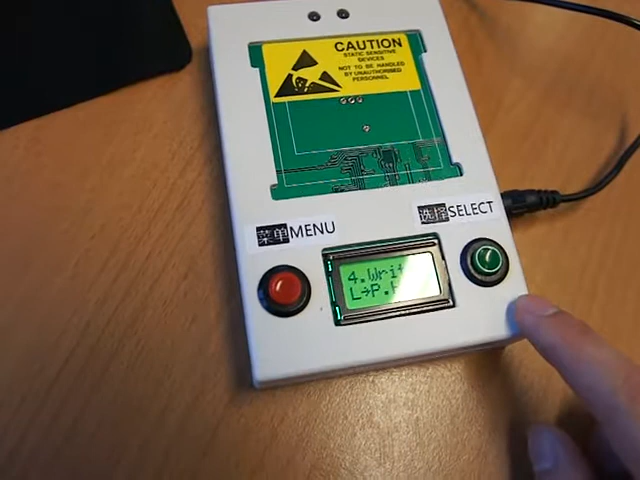 CAUTION
STATIC SENSITIVE
DEVICES
NOT TO BE HANDLED
BY UNAUTHORISED
PERSONNEL
菜单MENU
选择SELECT
4.Writ
L→P.